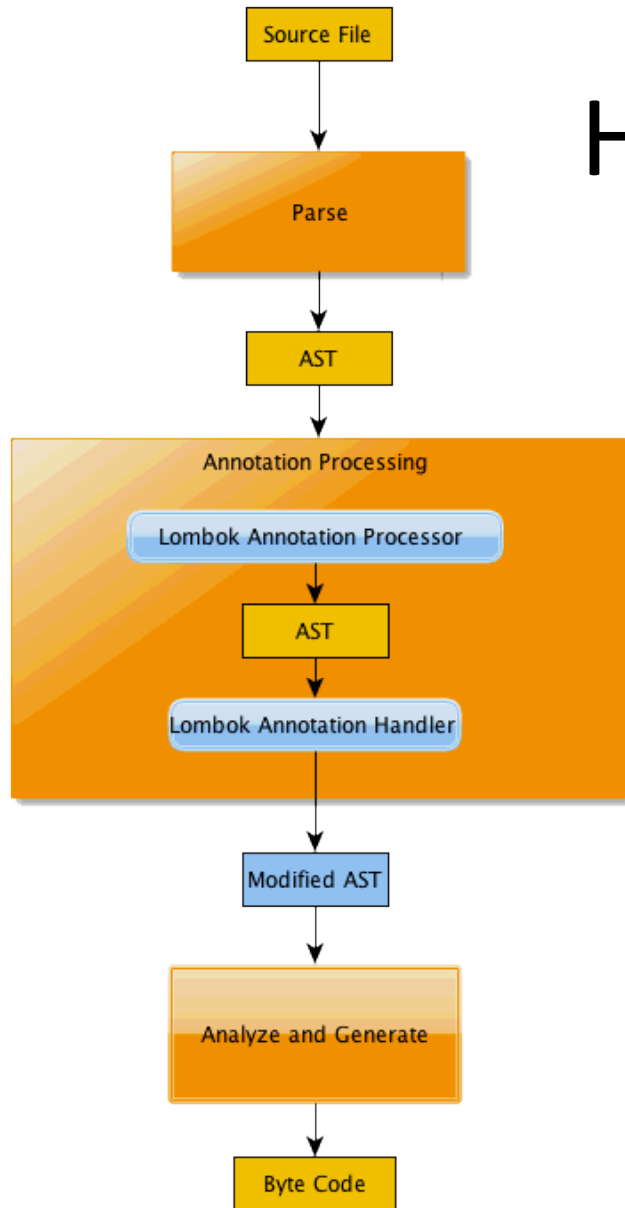 Source File
H
Parse
AST
Annotation Processing
Lombok Annotation Processor
AST
Lombok Annotation Handler
Modified AST
Analyze and Generate
Byte Code